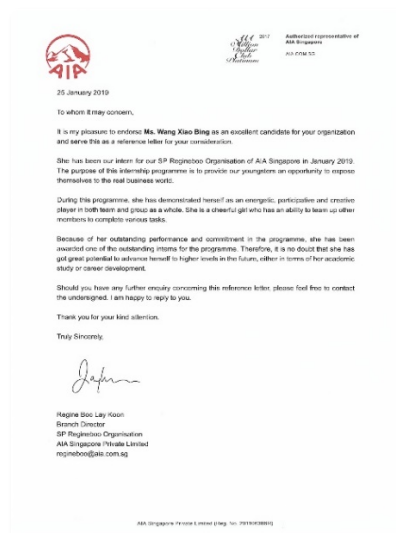 AIA
2017
Million
Dollar
Club
Platinum
Authorized representative of
AIA Singapore
AIA.COM.SG
25 January 2019
To whom it may concern,
It is my pleasure to endorse Ms. Wang Xiao Bing as an excellent candidate for your organization
and serve this as a reference letter for your consideration.
She has been our intern for our SP Regineboo Organisation of AIA Singapore in January 2019.
The purpose of this internship programme is to provide our youngsters an opportunity to expose
themselves to the real business world.
During this programme, she has demonstrated herself as an energetic, participative and creative
player in both team and group as a whole. She is a cheerful girl who has an ability to team up other
members to complete various tasks.
Because of her outstanding performance and commitment in the programme, she has been
awarded one of the outstanding interns for the programme. Therefore, it is no doubt that she has
got great potential to advance herself to higher levels in the future, either in terms of her academic
study or career development.
Should you have any further enquiry concerning this reference letter, please feel free to contact
the undersigned. I am happy to reply to you.
Thank you for your kind attention.
Truly Sincerely,
Regine Boo Lay Koon
Branch Director
SP Regineboo Organisation
AIA Singapore Private Limited
regineboo@aia.com.sg
AIA Singapore Private Limited (Reg. No.